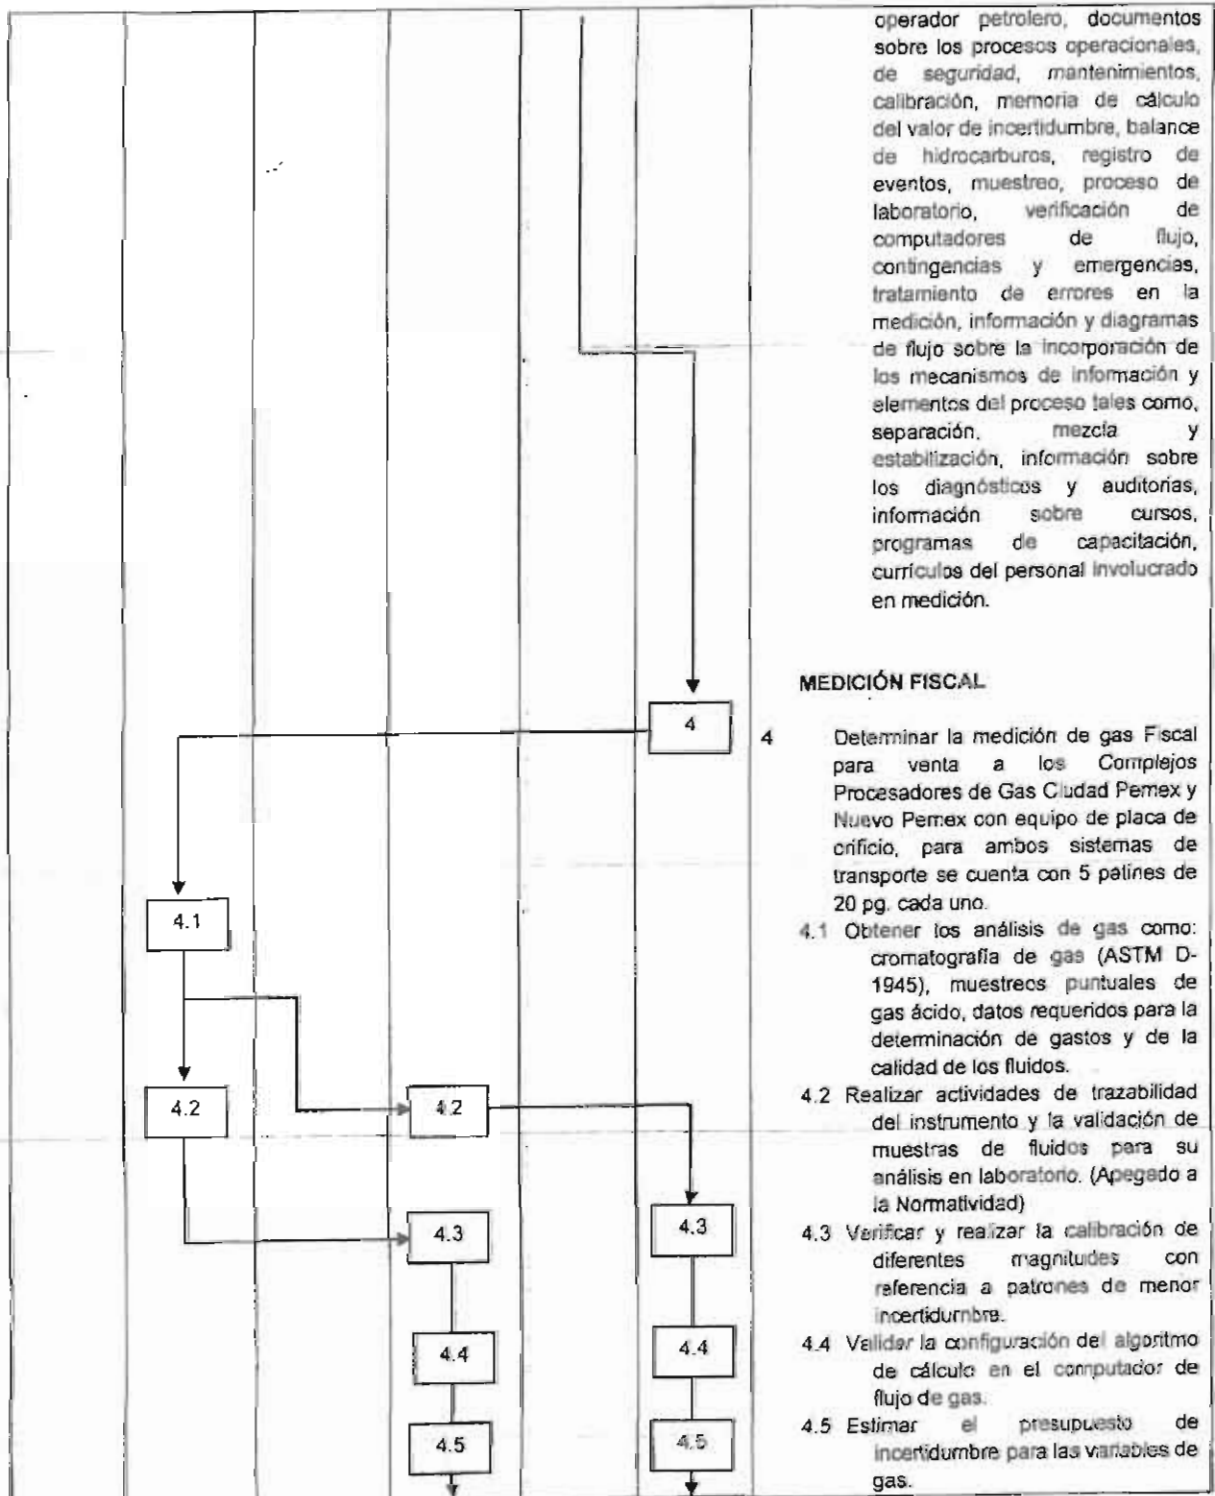 operador petrolero, documentos
sobre los procesos operacionales,
de seguridad, mantenimientos,
calibración, memoria de cálculo
del valor de incertidumbre, balance
de hidrocarburos, registro de
eventos, muestreo, proceso de
laboratorio, verificación de
computadores de flujo,
contingencias y emergencias,
tratamiento de errores en la
medición, información y diagramas
de flujo sobre la incorporación de
los mecanismos de información y
elementos del proceso tales como,
separación, mezcla y
estabilización, información sobre
los diagnósticos y auditorias,
información sobre cursos,
programas de capacitación,
currículos del personal involucrado
en medición.
MEDICIÓN FISCAL
4
4 Determinar la medición de gas Fiscal
para venta a los Complejos
Procesadores de Gas Ciudad Pemex y
Nuevo Pemex con equipo de placa de
orificio, para ambos sistemas de
transporte se cuenta con 5 patines de
20 pg. cada uno.
4.1
4.1 Obtener los análisis de gas como:
cromatografía de gas (ASTM D-
1945), muestreos puntuales de
gas ácido, datos requeridos para la
determinación de gastos y de la
calidad de los fluidos.
4.2
4.2
4.2 Realizar actividades de trazabilidad
del instrumento y la validación de
muestras de fluidos para su
análisis en laboratorio. (Apegado a
la Normatividad)
4.3
4.3
4.3 Verificar y realizar la calibración de
diferentes magnitudes con
referencia a patrones de menor
incertidumbre.
4.4
4.4
4.4 Validar la configuración del algoritmo
de cálculo en el computador de
flujo de gas.
4.5
4.5
4.5 Estimar el presupuesto de
incertidumbre para las variables de
gas.